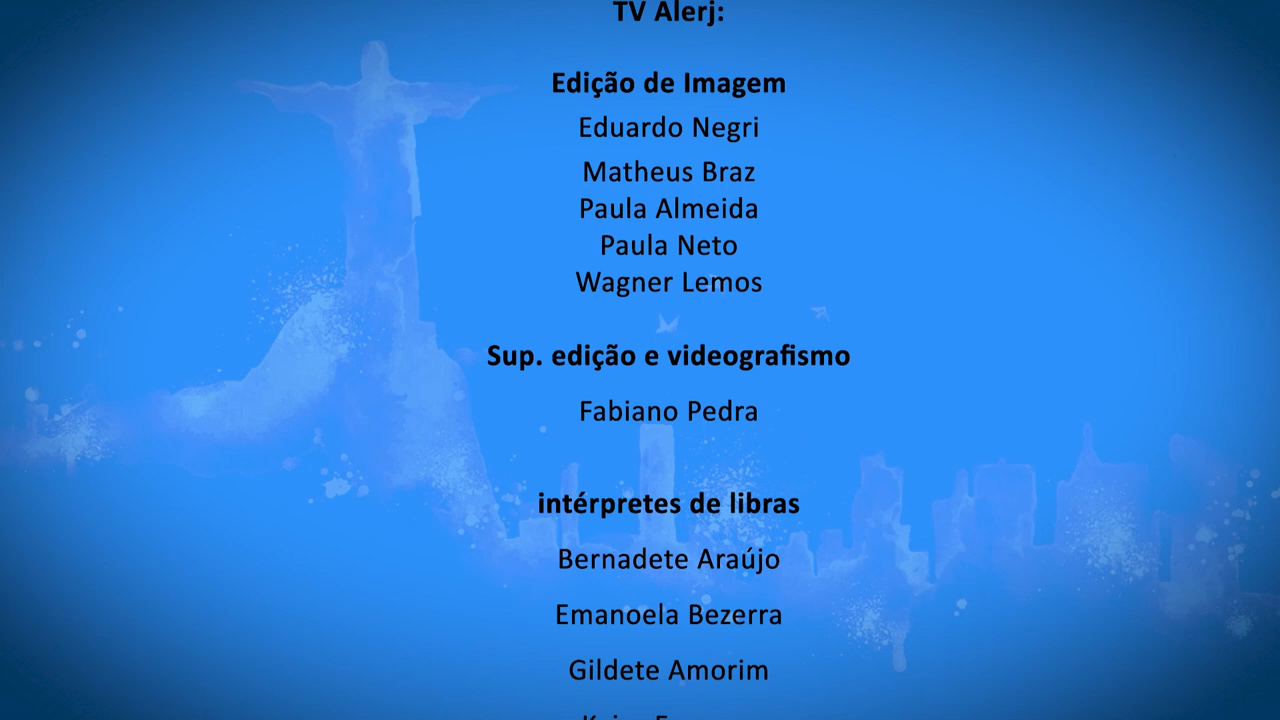 TV Alerj:
Edição de Imagem
Eduardo Negri
Matheus Braz
Paula Almeida
Paula Neto
Wagner Lemos
Sup. edição e videografismo
Fabiano Pedra
intérpretes de libras
Bernadete Araújo
Emanoela Bezerra
Gildete Amorim